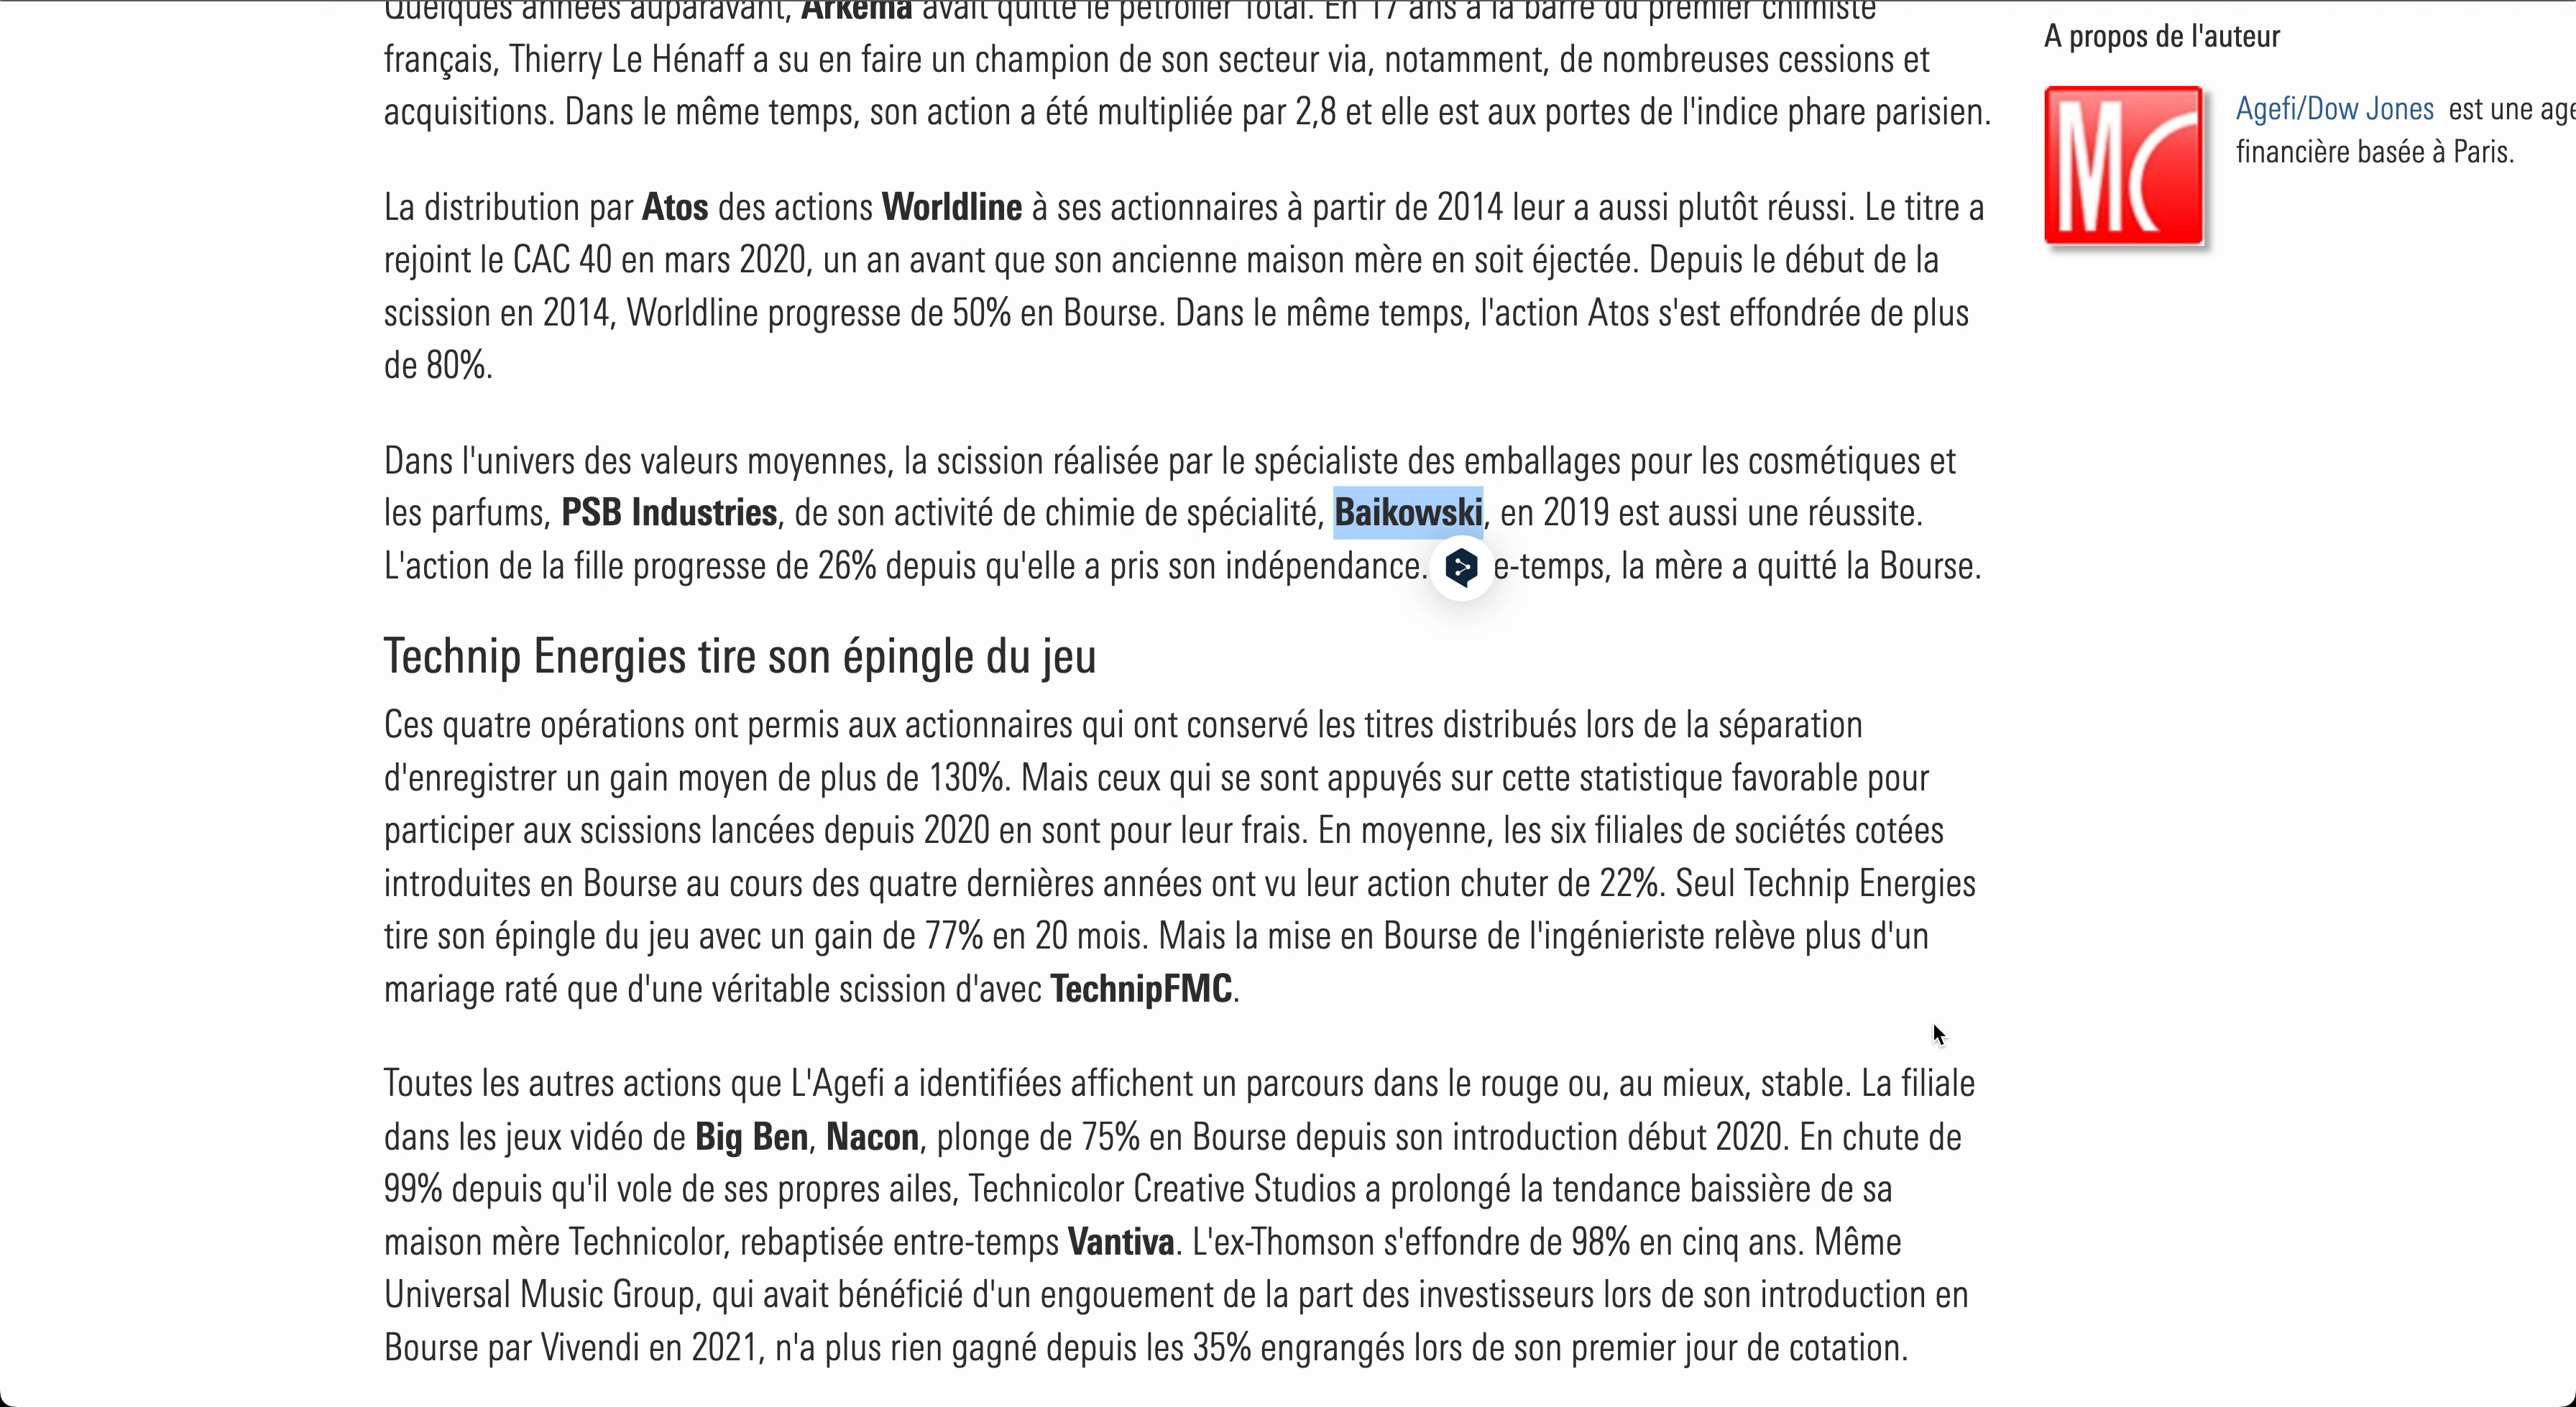 Quelques années auparavant, Arkema avait quitté le pétrolier Total. En 17 ans à la barre du premier chimiste
français, Thierry Le Hénaff a su en faire un champion de son secteur via, notamment, de nombreuses cessions et
acquisitions. Dans le même temps, son action a été multipliée par 2,8 et elle est aux portes de l'indice phare parisien.
La distribution par Atos des actions Worldline à ses actionnaires à partir de 2014 leur a aussi plutôt réussi. Le titre a
rejoint le CAC 40 en mars 2020, un an avant que son ancienne maison mère en soit éjectée. Depuis le début de la
scission en 2014, Worldline progresse de 50% en Bourse. Dans le même temps, l'action Atos s'est effondrée de plus
de 80%.
Dans l'univers des valeurs moyennes, la scission réalisée par le spécialiste des emballages pour les cosmétiques et
les parfums, PSB Industries, de son activité de chimie de spécialité, Baikowski, en 2019 est aussi une réussite.
L'action de la fille progresse de 26% depuis qu'elle a pris son indépendance. e-temps, la mère a quitté la Bourse.
Technip Energies tire son épingle du jeu
Ces quatre opérations ont permis aux actionnaires qui ont conservé les titres distribués lors de la séparation
d'enregistrer un gain moyen de plus de 130%. Mais ceux qui se sont appuyés sur cette statistique favorable pour
participer aux scissions lancées depuis 2020 en sont pour leur frais. En moyenne, les six filiales de sociétés cotées
introduites en Bourse au cours des quatre dernières années ont vu leur action chuter de 22%. Seul Technip Energies
tire son épingle du jeu avec un gain de 77% en 20 mois. Mais la mise en Bourse de l'ingénieriste relève plus d'un
mariage raté que d'une véritable scission d'avec TechnipFMC.
Toutes les autres actions que L'Agefi a identifiées affichent un parcours dans le rouge ou, au mieux, stable. La filiale
dans les jeux vidéo de Big Ben, Nacon, plonge de 75% en Bourse depuis son introduction début 2020. En chute de
99% depuis qu'il vole de ses propres ailes, Technicolor Creative Studios a prolongé la tendance baissière de sa
maison mère Technicolor, rebaptisée entre-temps Vantiva. L'ex-Thomson s'effondre de 98% en cinq ans. Même
Universal Music Group, qui avait bénéficié d'un engouement de la part des investisseurs lors de son introduction en
Bourse par Vivendi en 2021, n'a plus rien gagné depuis les 35% engrangés lors de son premier jour de cotation.
A propos de l'auteur
MC
Agefi/Dow Jones est une age
financière basée à Paris.